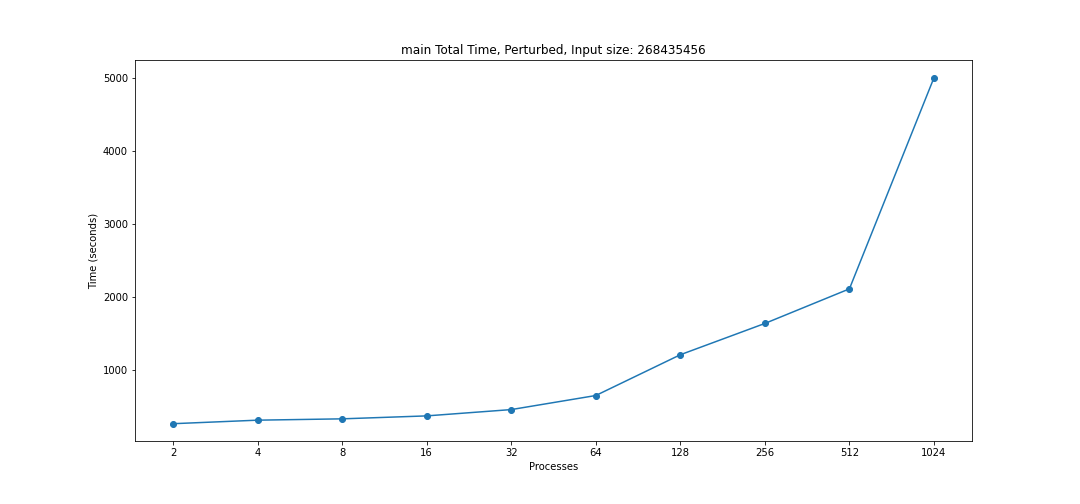 main Total Time, Perturbed, Input size: 268435456
5000
4000
3000
2000
1000
Time (seconds)
2 4 8 16 32 64 128 256 512 1024
Processes